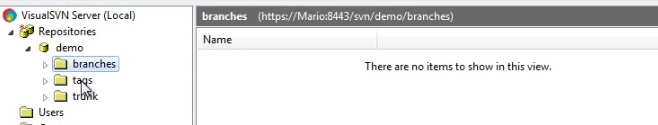 VisualSVN Server (Local)
Repositories
demo
branches
tags
trunk
Users
branches (https://Mario:8443/svn/demo/branches)
Name
There are no items to show in this view.